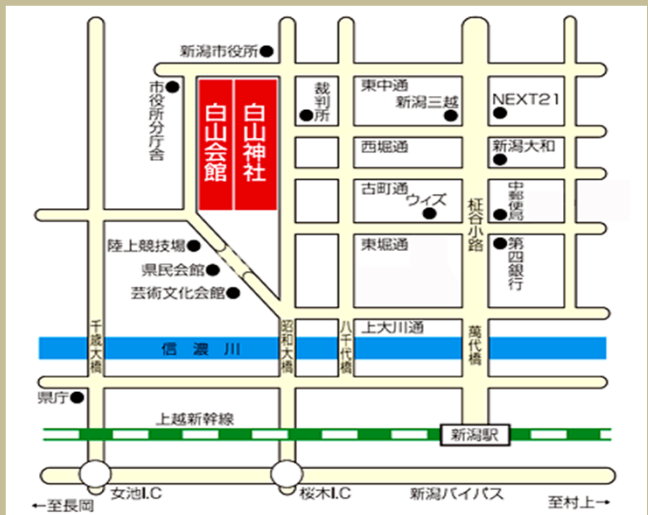 新潟市役所
市役所分庁舎
白山会館
白山神社
裁判所
東中通
新潟三越
NEXT21
西堀通
新潟大和
古町通
ウィズ
柾谷小路
中郵便局
陸上競技場
東堀通
第四銀行
県民会館
芸術文化会館
千歳大橋
昭和大橋
八千代橋
上大川通
萬代橋
信濃川
県庁
上越新幹線
新潟駅
女池I.C
桜木I.C
新潟バイパス
←至長岡
至村上→